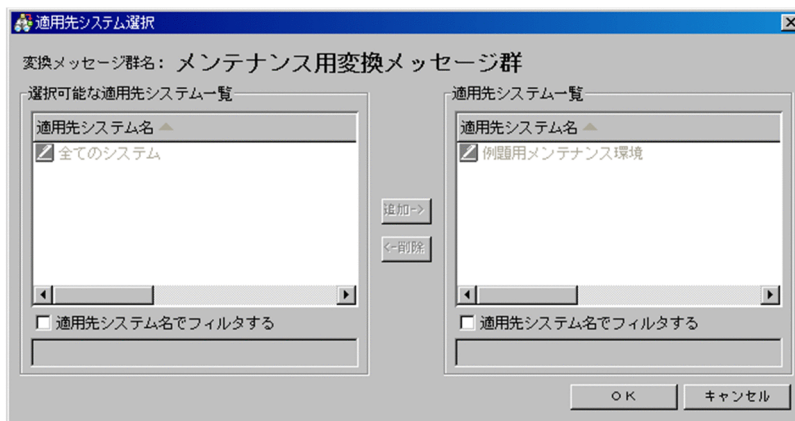 適用先システム選択
変換メッセージ群名: メンテナンス用変換メッセージ群
選択可能な適用先システム一覧
適用先システム名
全てのシステム
適用先システム名でフィルタする
追加->
<-削除
適用先システム一覧
適用先システム名
例題用メンテナンス環境
適用先システム名でフィルタする
OK
キャンセル